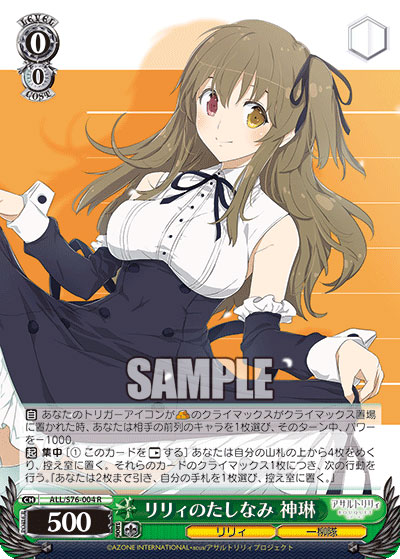 LEVEL
0
0
COST
SAMPLE
自 あなたのトリガーアイコンがのクライマックスがクライマックス置場
に置かれた時、あなたは相手の前列のキャラを1枚選び、そのターン中、パワー
を－1000。
起 集中 [① このカードをする] あなたは自分の山札の上から4枚をめく
り、控え室に置く。それらのカードのクライマックス1枚につき、次の行動を
行う。『あなたは2枚まで引き、自分の手札を1枚選び、控え室に置く。』
CH ALL/S76-004 R
500
リリィのたしなみ 神琳
アサルトリリィ
BOUQUET
リリィ
一柳隊
©AZONE INTERNATIONAL・acus/アサルトリリィプロジェクト